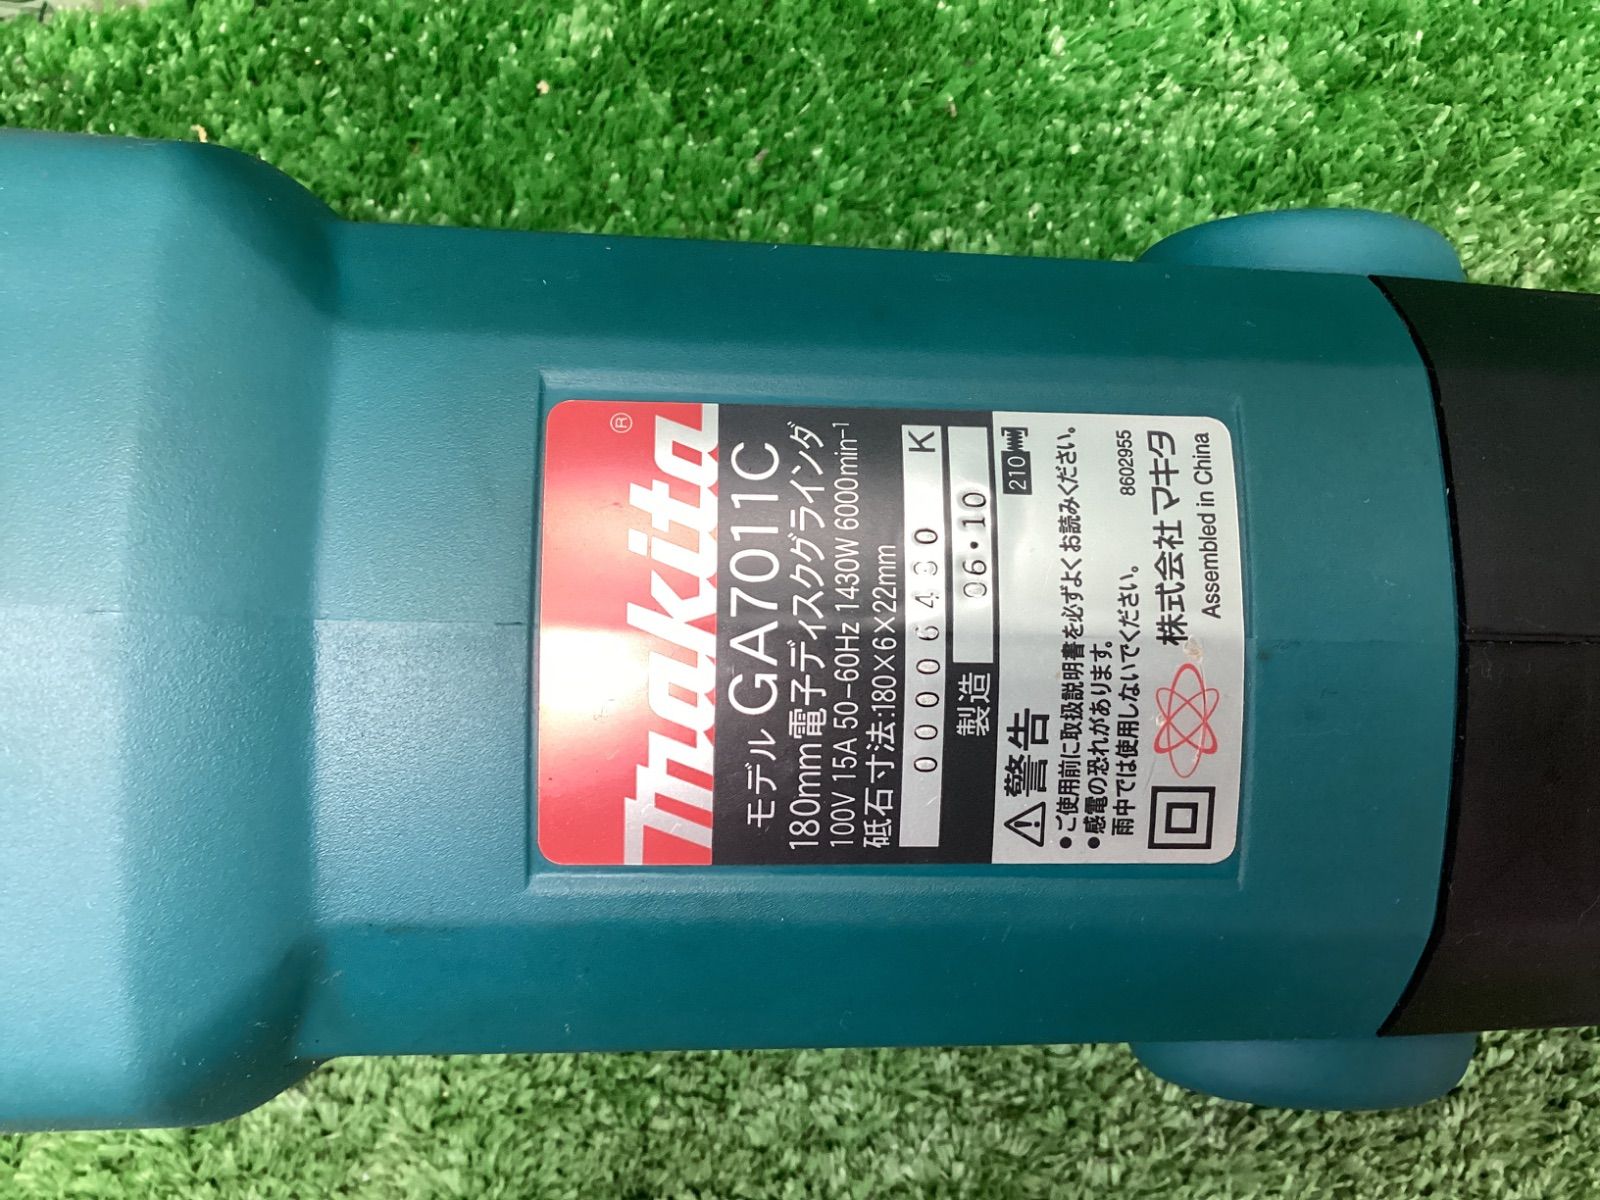 makita®
モデル GA7011C
180mm電子ディスクグラインダ
100V 15A 50-60Hz 1430W 6000min⁻¹
砥石寸法:180×6×22mm
00006480 K
製造 06・10
⚠警告 210
●ご使用前に取扱説明書を必ずよくお読みください。
●感電の恐れがあります。
雨中では使用しないでください。
8602955
株式会社マキタ
Assembled in China